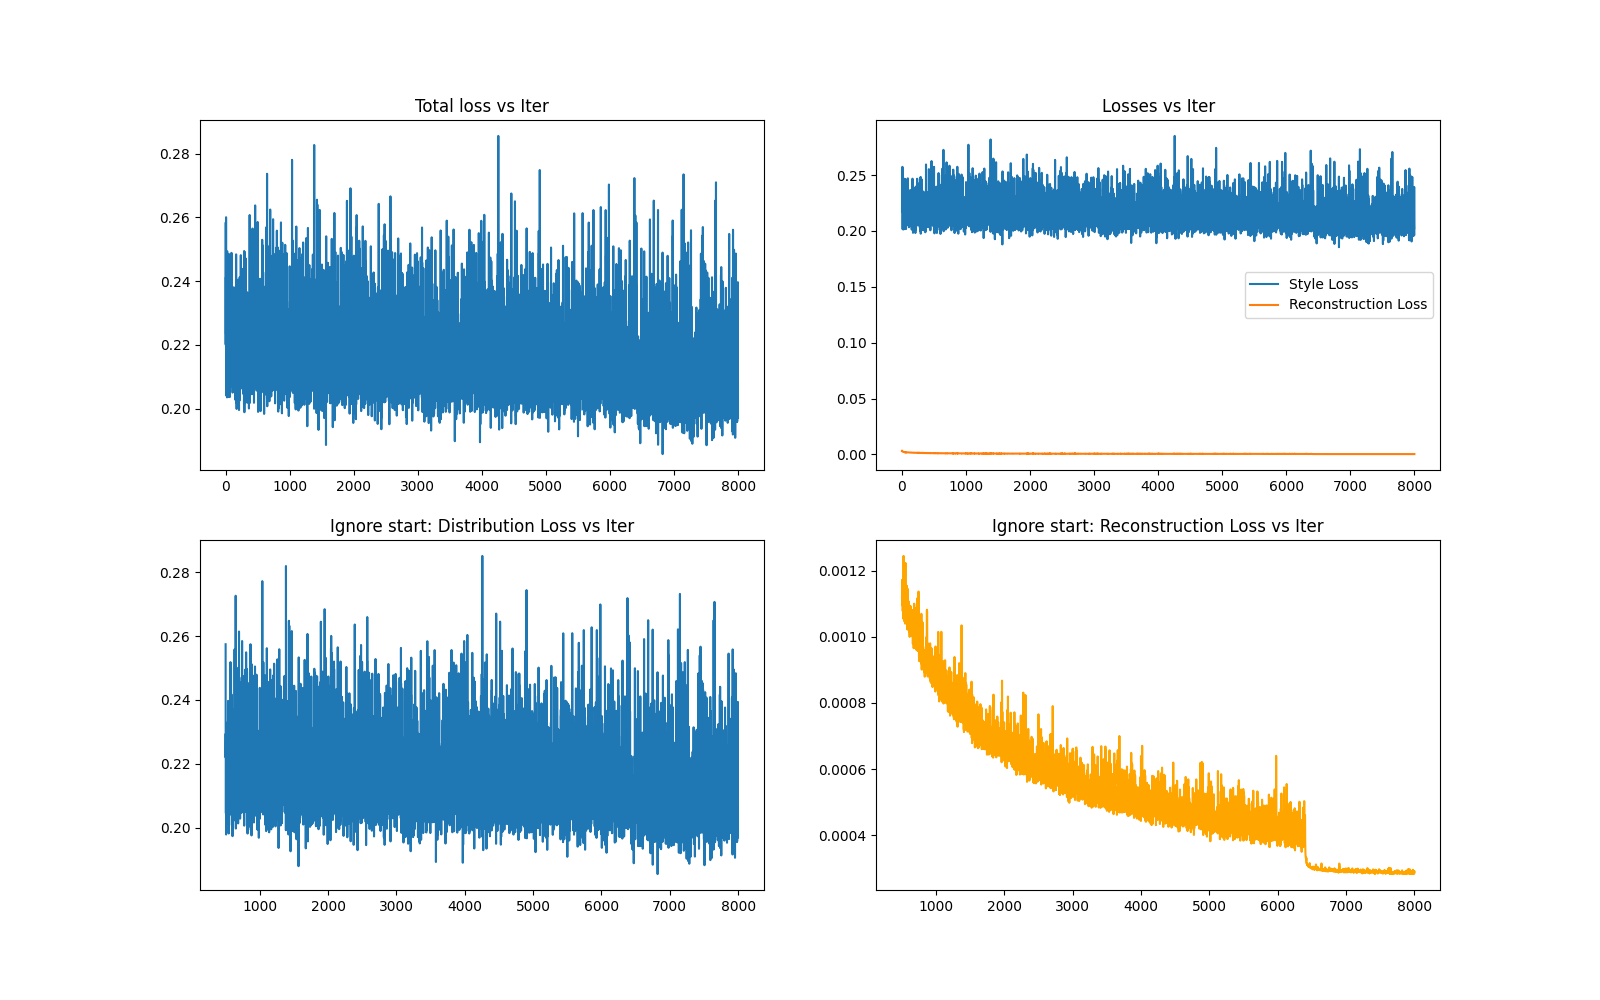 Total loss vs Iter
0.28
0.26
0.24
0.22
0.20
0 1000 2000 3000 4000 5000 6000 7000 8000
Losses vs Iter
0.25
0.20
0.15
0.10
0.05
0.00
Style Loss
Reconstruction Loss
0 1000 2000 3000 4000 5000 6000 7000 8000
Ignore start: Distribution Loss vs Iter
0.28
0.26
0.24
0.22
0.20
1000 2000 3000 4000 5000 6000 7000 8000
Ignore start: Reconstruction Loss vs Iter
0.0012
0.0010
0.0008
0.0006
0.0004
1000 2000 3000 4000 5000 6000 7000 8000